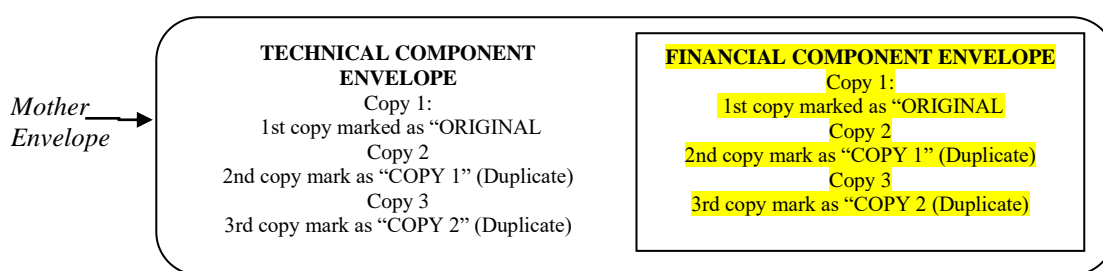 Mother
Envelope
TECHNICAL COMPONENT
ENVELOPE
Copy 1:
1st copy marked as “ORIGINAL
Copy 2
2nd copy mark as “COPY 1” (Duplicate)
Copy 3
3rd copy mark as “COPY 2” (Duplicate)
FINANCIAL COMPONENT ENVELOPE
Copy 1:
1st copy marked as “ORIGINAL
Copy 2
2nd copy mark as “COPY 1” (Duplicate)
Copy 3
3rd copy mark as “COPY 2 (Duplicate)